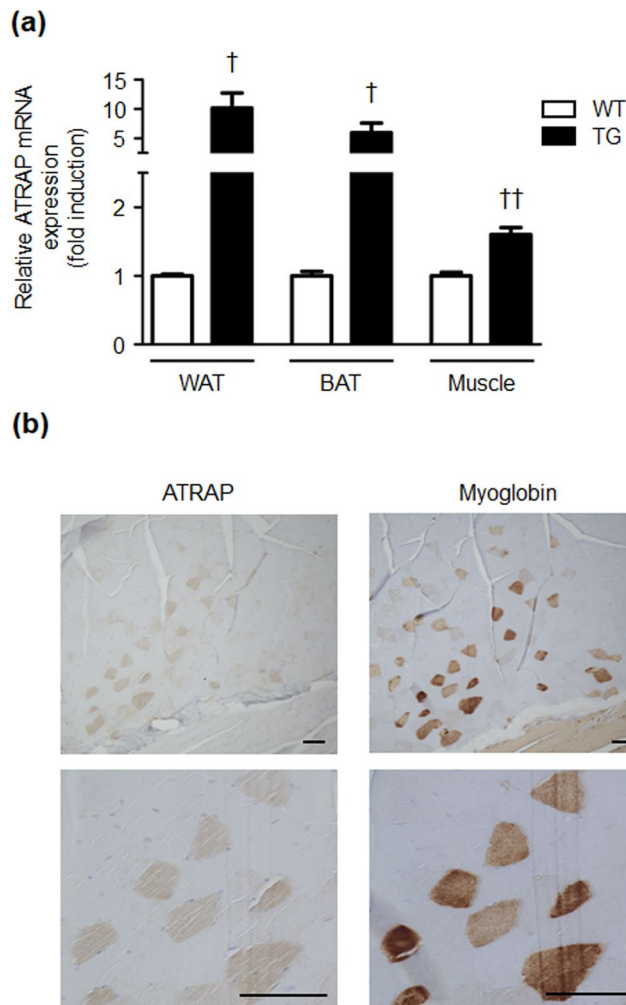 (a)
Relative ATRAP mRNA
expression
(fold induction)
15
10
5
2
1
0
†
†
††
WT
TG
WAT BAT Muscle
(b)
ATRAP Myoglobin